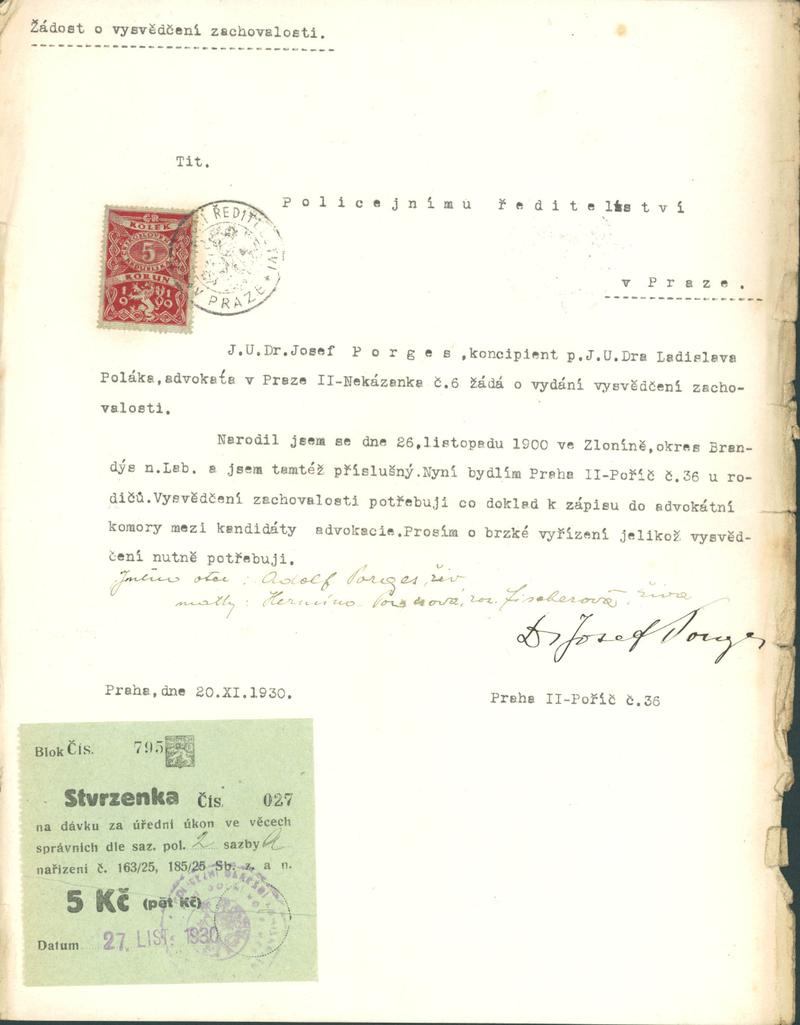 Žádost o vysvědčení zachovalosti.
Tit.
Policejnímu ředitelství
v Praze.
KOLEK
5
KORUN
1919
ŘEDITELSTVÍ
V PRAZE
J.U.Dr.Josef Porges,koncipient p.J.U.Dra Ladislava
Poláka,advokáta v Praze II-Nekázanka č.6 žádá o vydání vysvědčení zacho-
valosti.
Narodil jsem se dne 26.listopadu 1900 ve Zloníně,okres Bran-
dýs n.Lab. a jsem tamtéž příslušný.Nyní bydlím Praha II-Poříč č.36 u ro-
dičů.Vysvědčení zachovalosti potřebuji co doklad k zápisu do advokátní
komory mezi kandidáty advokacie.Prosím o brzké vyřízení jelikož vysvěd-
čení nutně potřebuji.
Jméno otce: Adolf Porges, živ
matky: Hermína Porgesová, roz. Fischerová, živa
Dr Josef Porges
Praha,dne 20.XI.1930.
Praha II-Poříč č.36
Blok Čís. 795
Stvrzenka Čís. 027
na dávku za úřední úkon ve věcech
správních dle saz. pol. 2 sazby A
nařízení č. 163/25, 185/25 Sb. z. a n.
5 Kč (pět Kč)
Datum 27. LIST. 1930